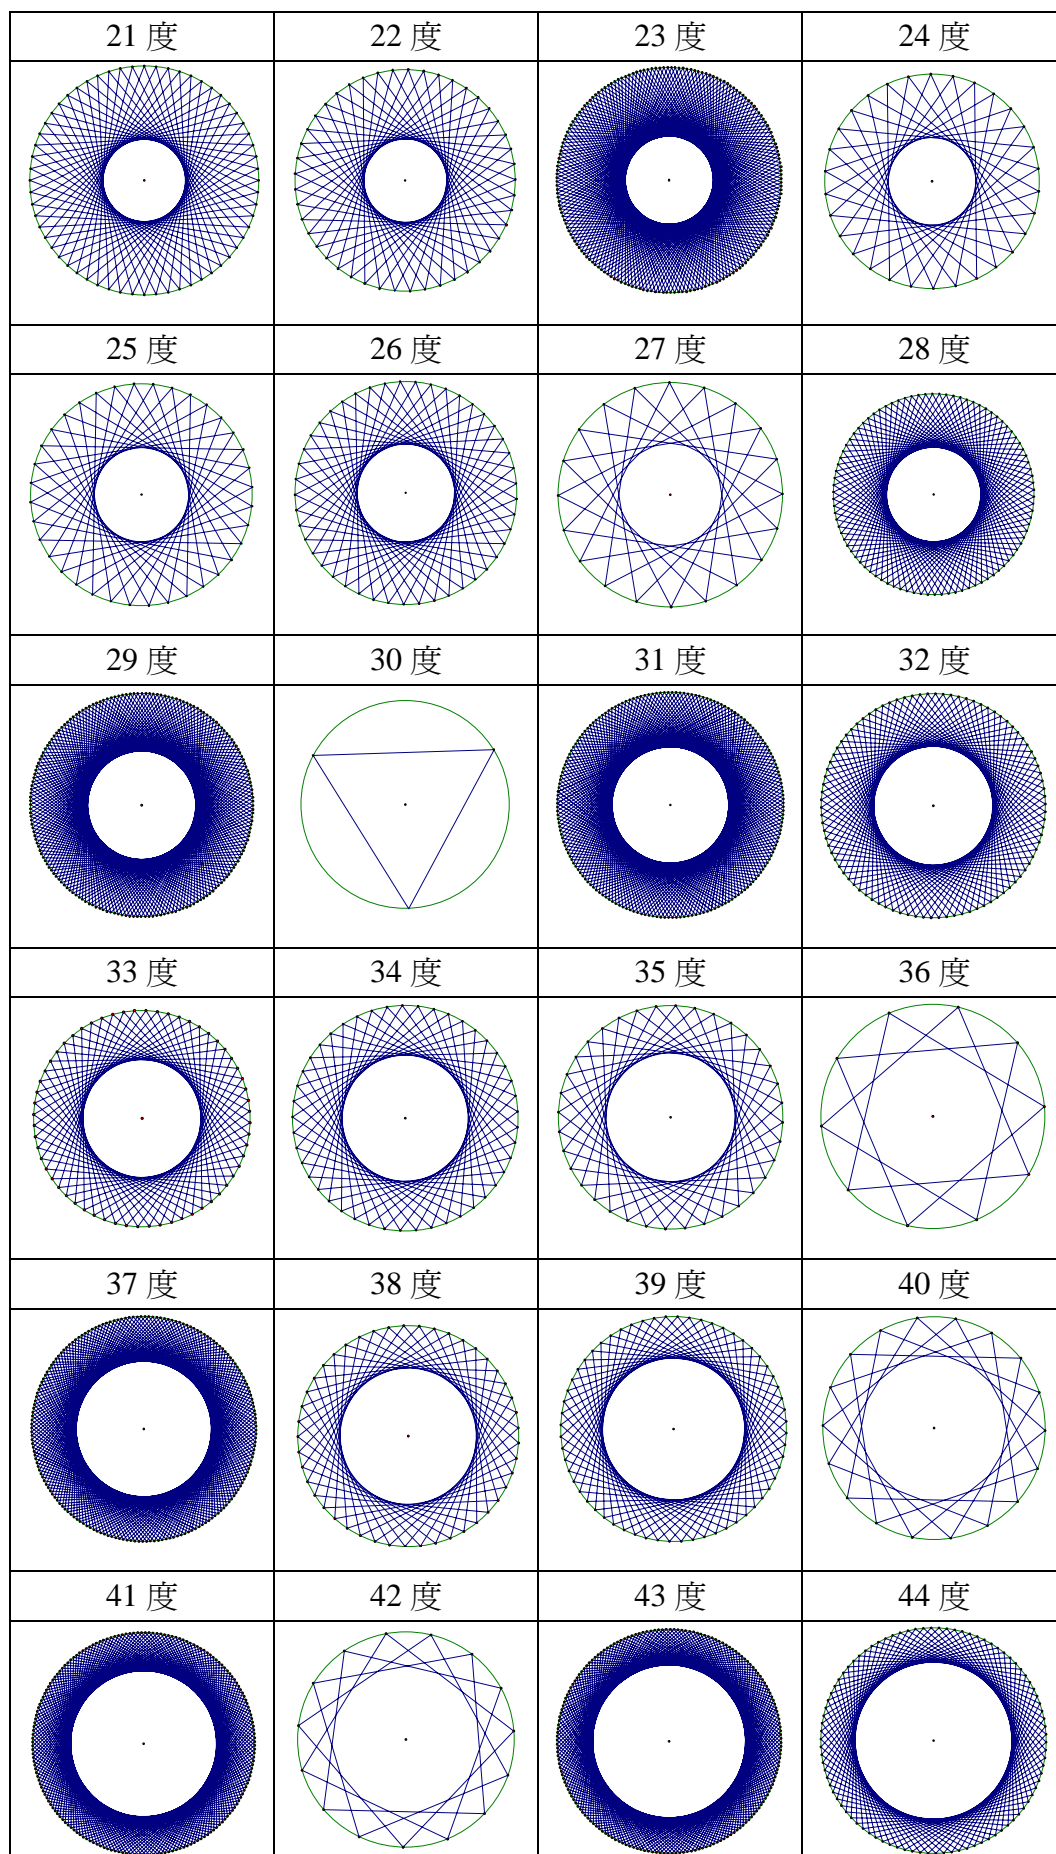 21 度 22 度 23 度 24 度
25 度 26 度 27 度 28 度
29 度 30 度 31 度 32 度
33 度 34 度 35 度 36 度
37 度 38 度 39 度 40 度
41 度 42 度 43 度 44 度